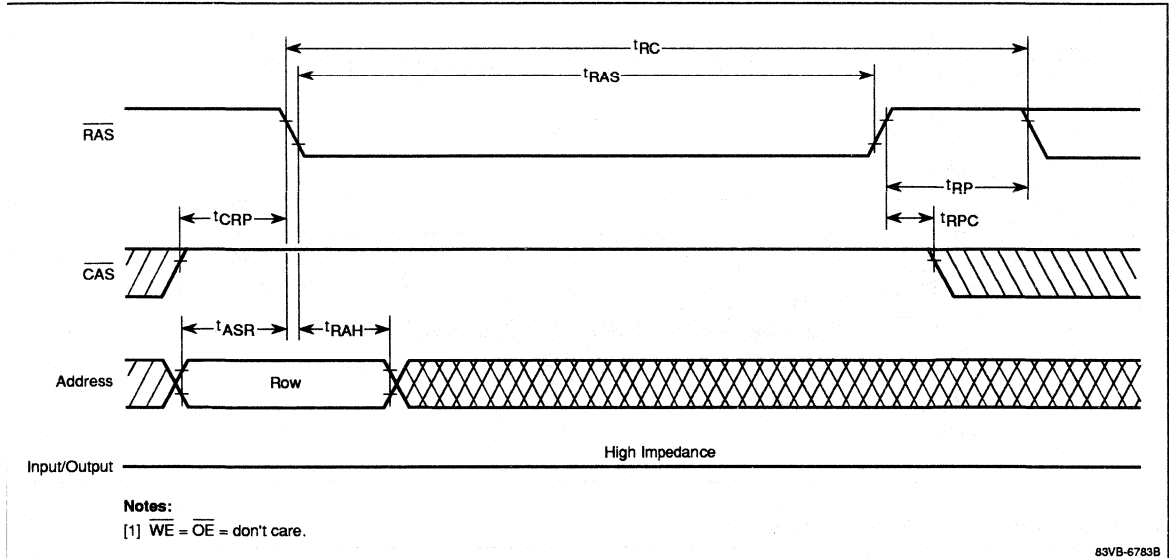 tRC
tRAS
RAS
tRP
tCRP
tRPC
CAS
tASR
tRAH
Address
Row
High Impedance
Input/Output
Notes:
[1] WE = OE = don't care.
83VB-6783B